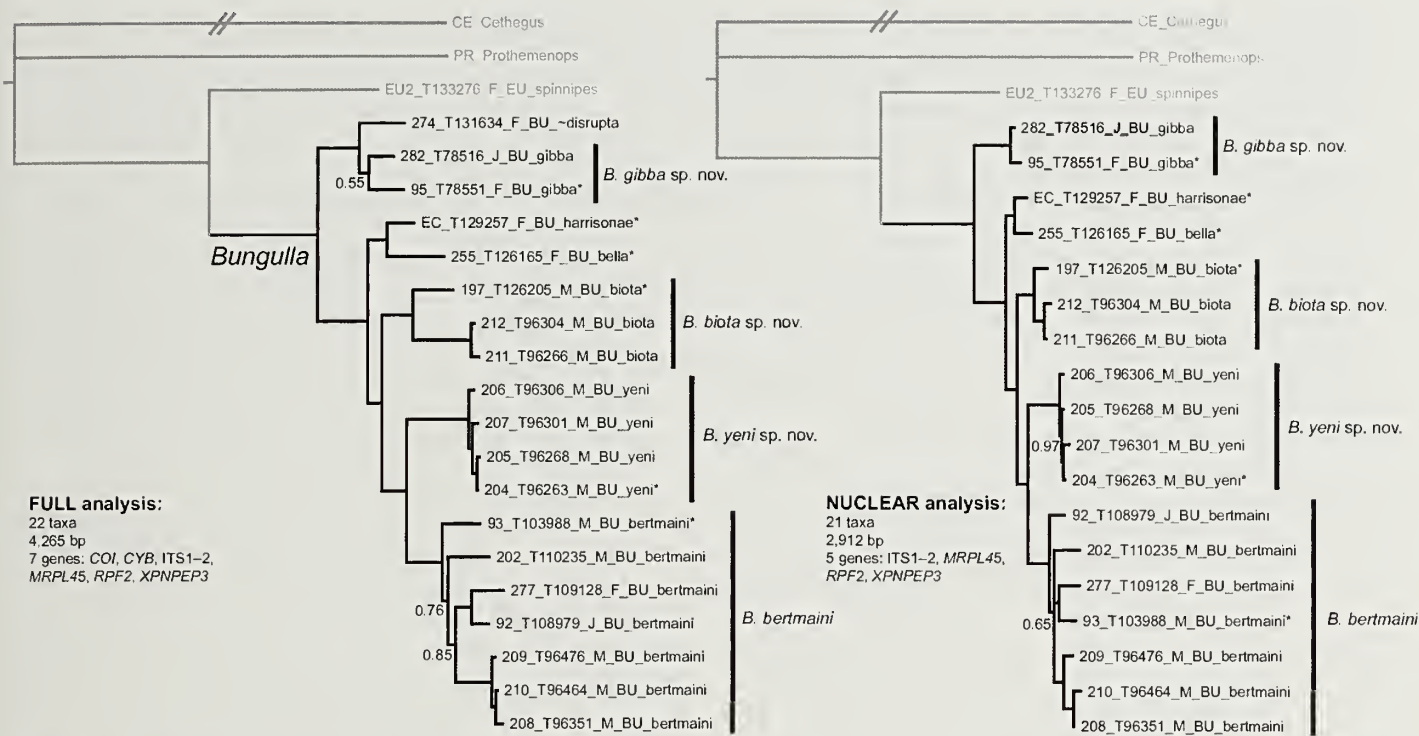 CE_Cethegus
PR_Prothemenops
EU2_T133276_F_EU_spinnipes
274_T131634_F_BU_~disrupta
282_T78516_J_BU_gibba
0.55
95_T78551_F_BU_gibba*
B. gibba sp. nov.
EC_T129257_F_BU_harrisonae*
Bungulla
255_T126165_F_BU_bella*
197_T126205_M_BU_biota*
212_T96304_M_BU_biota
211_T96266_M_BU_biota
B. biota sp. nov.
206_T96306_M_BU_yeni
207_T96301_M_BU_yeni
205_T96268_M_BU_yeni
204_T96263_M_BU_yeni*
B. yeni sp. nov.
93_T103988_M_BU_bertmaini*
202_T110235_M_BU_bertmaini
0.76
277_T109128_F_BU_bertmaini
92_T108979_J_BU_bertmaini
0.85
209_T96476_M_BU_bertmaini
210_T96464_M_BU_bertmaini
208_T96351_M_BU_bertmaini
B. bertmaini
FULL analysis:
22 taxa
4,265 bp
7 genes: COI, CYB, ITS1–2,
MRPL45, RPF2, XPNPEP3
PR_Prothemenops
EU2_T133276_F_EU_spinnipes
282_T78516_J_BU_gibba
95_T78551_F_BU_gibba*
B. gibba sp. nov.
EC_T129257_F_BU_harrisonae*
255_T126165_F_BU_bella*
197_T126205_M_BU_biota*
212_T96304_M_BU_biota
211_T96266_M_BU_biota
B. biota sp. nov.
206_T96306_M_BU_yeni
205_T96268_M_BU_yeni
0.97
207_T96301_M_BU_yeni
204_T96263_M_BU_yeni*
B. yeni sp. nov.
92_T108979_J_BU_bertmaini
202_T110235_M_BU_bertmaini
277_T109128_F_BU_bertmaini
0.65
93_T103988_M_BU_bertmaini*
209_T96476_M_BU_bertmaini
210_T96464_M_BU_bertmaini
208_T96351_M_BU_bertmaini
B. bertmaini
NUCLEAR analysis:
21 taxa
2,912 bp
5 genes: ITS1–2, MRPL45,
RPF2, XPNPEP3